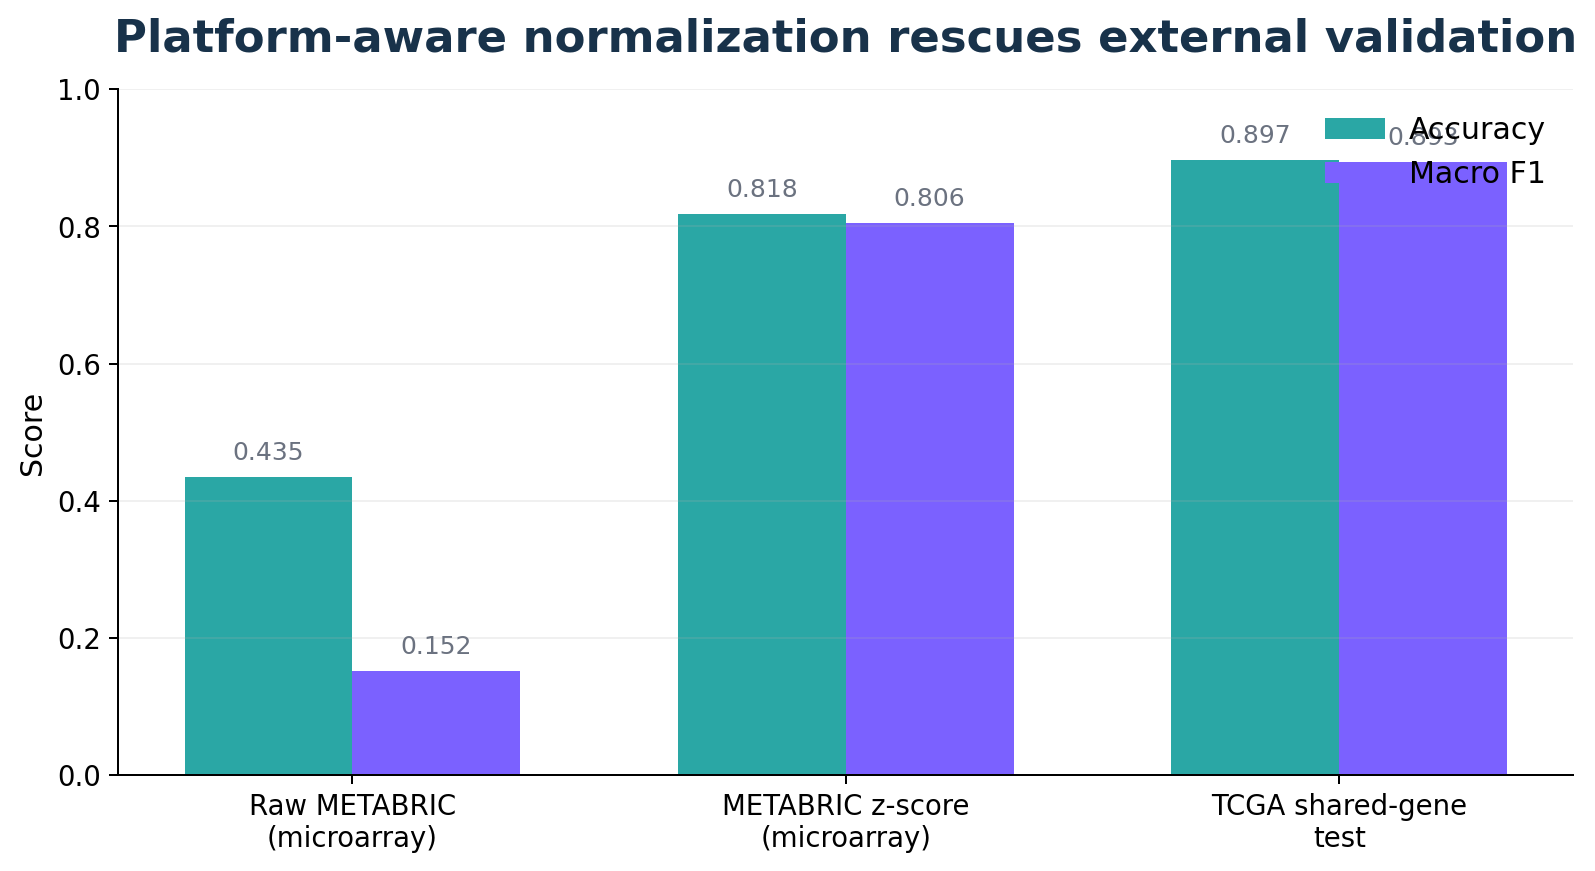 Platform-aware normalization rescues external validation
1.0
0.8
0.6
0.4
0.2
0.0
Score
0.435
0.152
0.818
0.806
0.897
0.893
Accuracy
Macro F1
Raw METABRIC
(microarray)
METABRIC z-score
(microarray)
TCGA shared-gene
test